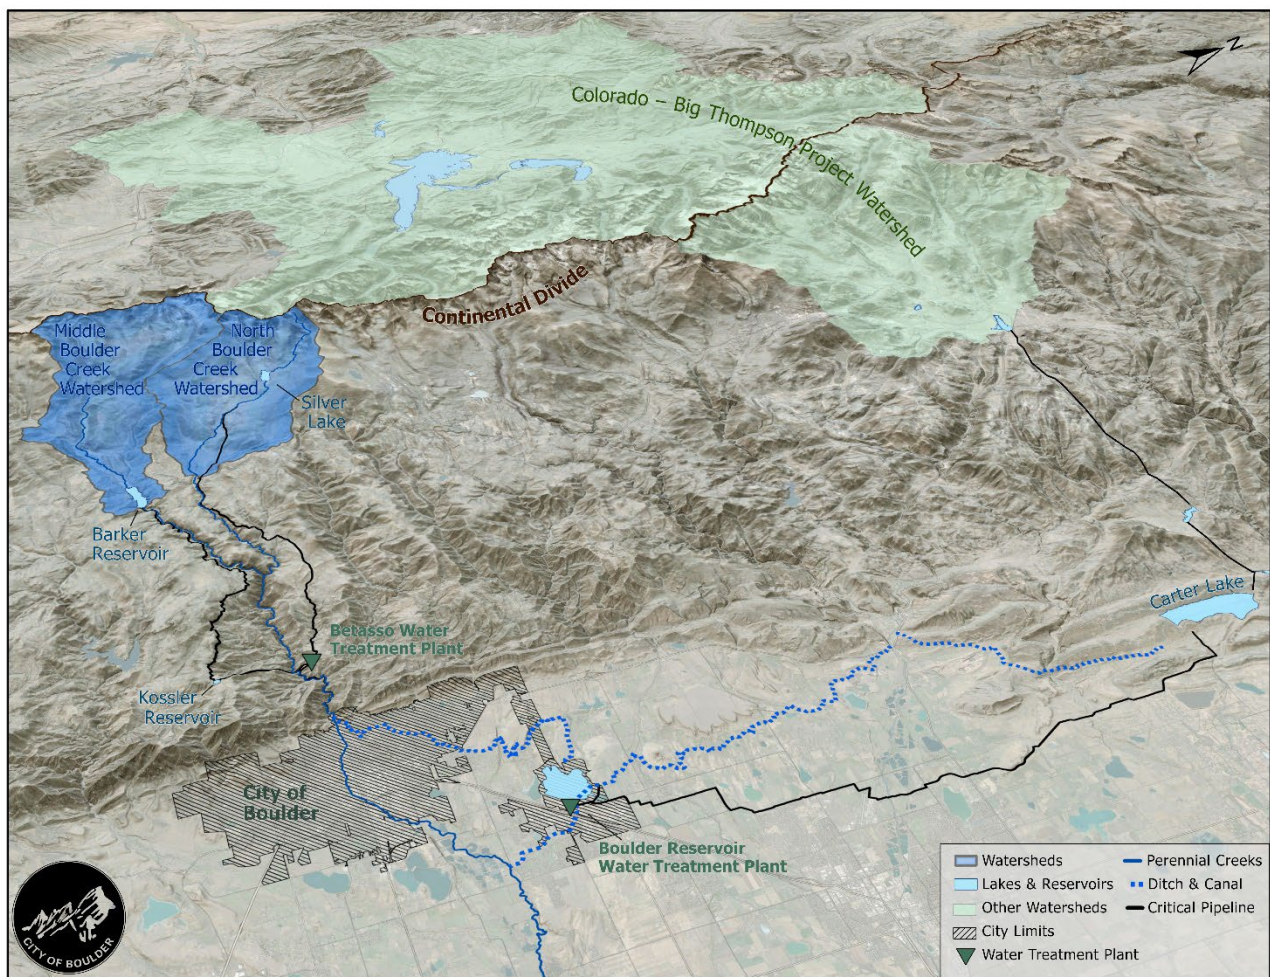 N
Colorado – Big Thompson Project Watershed
Continental Divide
Middle
Boulder
Creek
Watershed
North
Boulder
Creek
Watershed
Silver
Lake
Barker
Reservoir
Carter Lake
Betasso Water
Treatment Plant
Kossler
Reservoir
City of
Boulder
Boulder Reservoir
Water Treatment Plant
Watersheds
Lakes & Reservoirs
Other Watersheds
City Limits
Water Treatment Plant
Perennial Creeks
Ditch & Canal
Critical Pipeline
CITY OF BOULDER